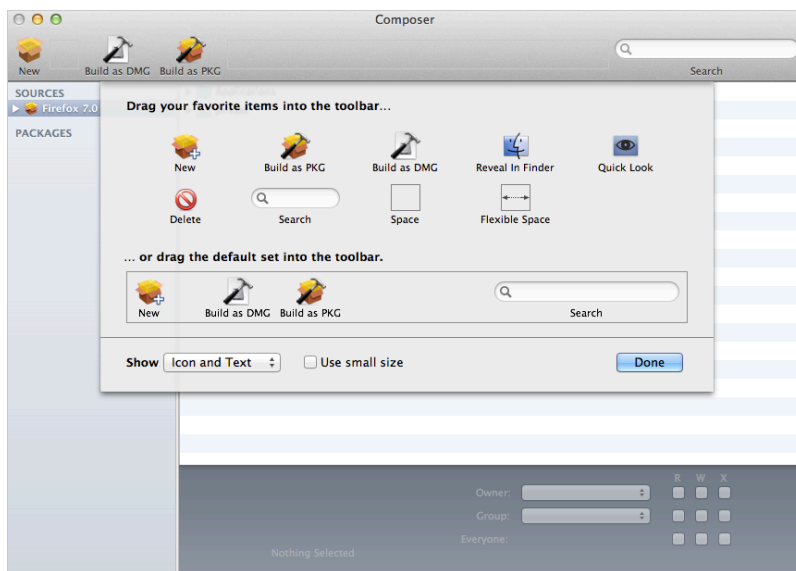 Composer
New
Build as DMG
Build as PKG
Search
SOURCES
Firefox 7.0
PACKAGES
Applications
Drag your favorite items into the toolbar...
New
Build as PKG
Build as DMG
Reveal In Finder
Quick Look
Delete
Search
Space
Flexible Space
... or drag the default set into the toolbar.
New
Build as DMG
Build as PKG
Search
Show
Icon and Text
Use small size
Done
R W X
Owner:
Group:
Everyone:
Nothing Selected